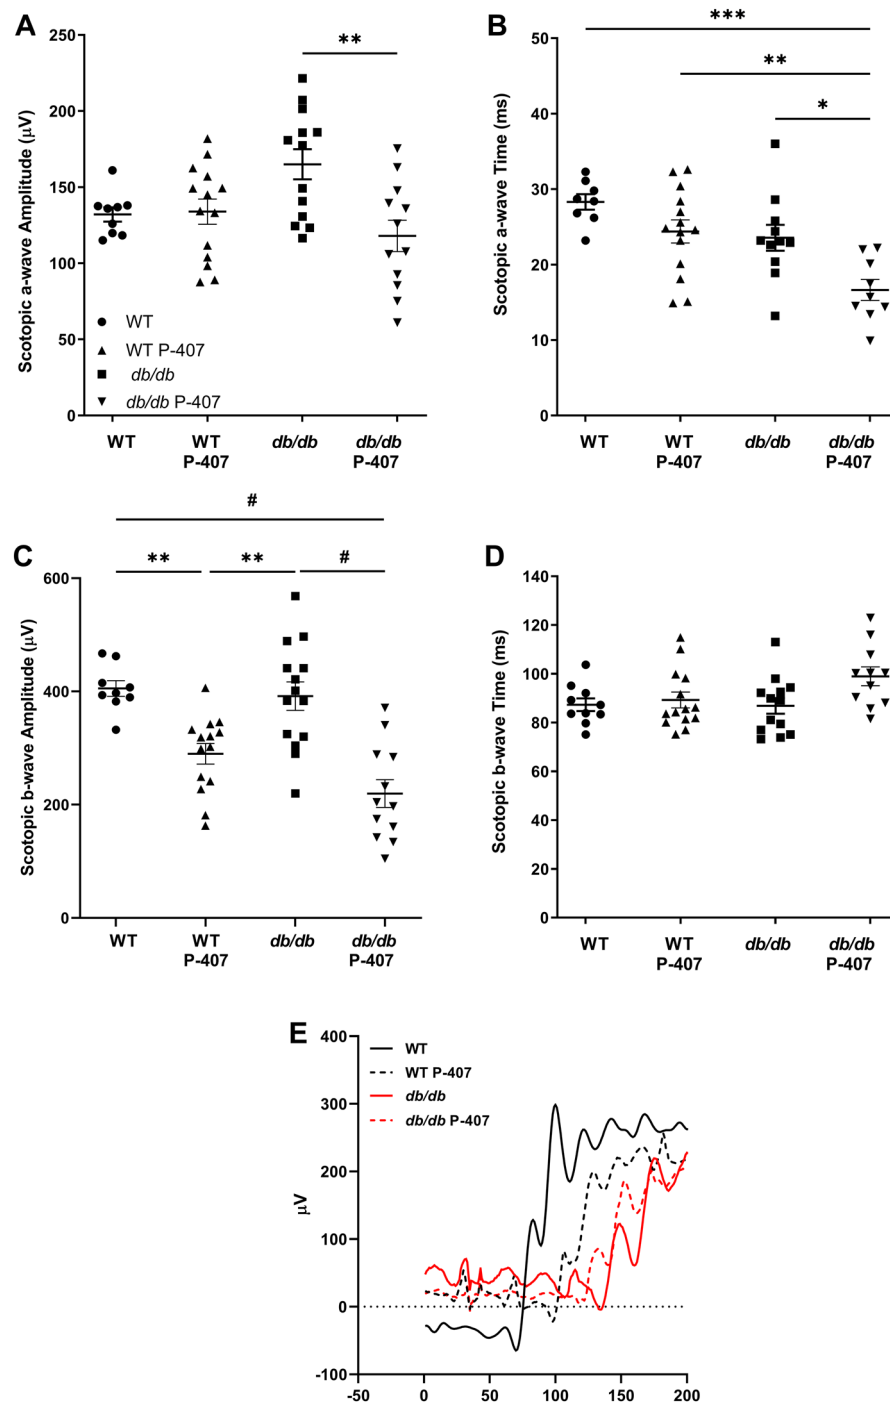 A
Scotopic a-wave Amplitude (μV)
250
200
150
100
50
0
**
WT
WT P-407
db/db
db/db P-407
WT
WT
P-407
db/db
db/db
P-407
B
Scotopic a-wave Time (ms)
50
40
30
20
10
0
***
**
*
WT
WT
P-407
db/db
db/db
P-407
C
Scotopic b-wave Amplitude (μV)
600
400
200
0
#
**
**
#
WT
WT
P-407
db/db
db/db
P-407
D
Scotopic b-wave Time (ms)
140
120
100
80
60
40
20
0
WT
WT
P-407
db/db
db/db
P-407
E
μV
400
300
200
100
0
-100
WT
WT P-407
db/db
db/db P-407
-50
0
50
100
150
200